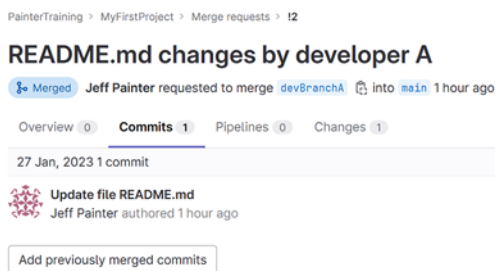 PainterTraining > MyFirstProject > Merge requests > !2
README.md changes by developer A
Merged Jeff Painter requested to merge devBranchA into main 1 hour ago
Overview 0 Commits 1 Pipelines 0 Changes 1
27 Jan, 2023 1 commit
Update file README.md
Jeff Painter authored 1 hour ago
Add previously merged commits